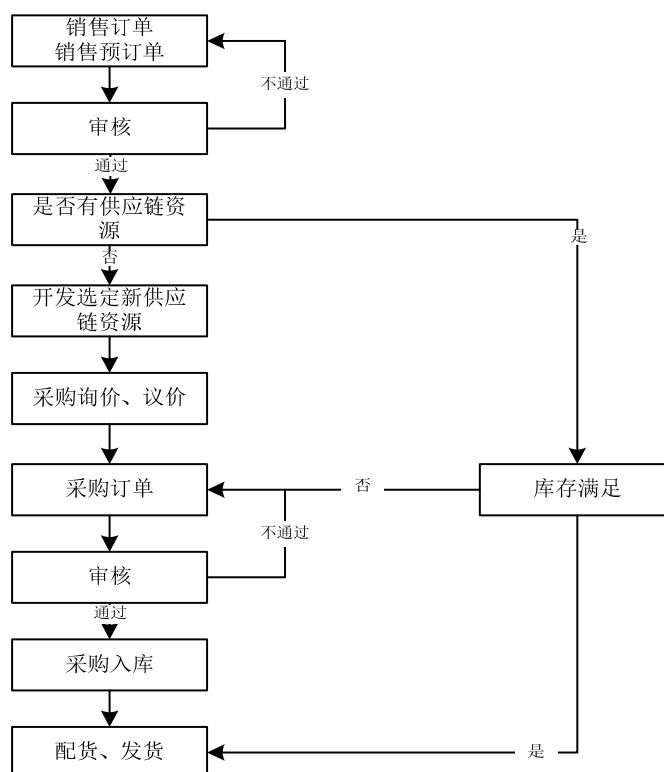 销售订单
销售预订单
不通过
审核
通过
是否有供应链资
源
是
否
开发选定新供应
链资源
采购询价、议价
采购订单
否
库存满足
不通过
审核
通过
采购入库
配货、发货
是